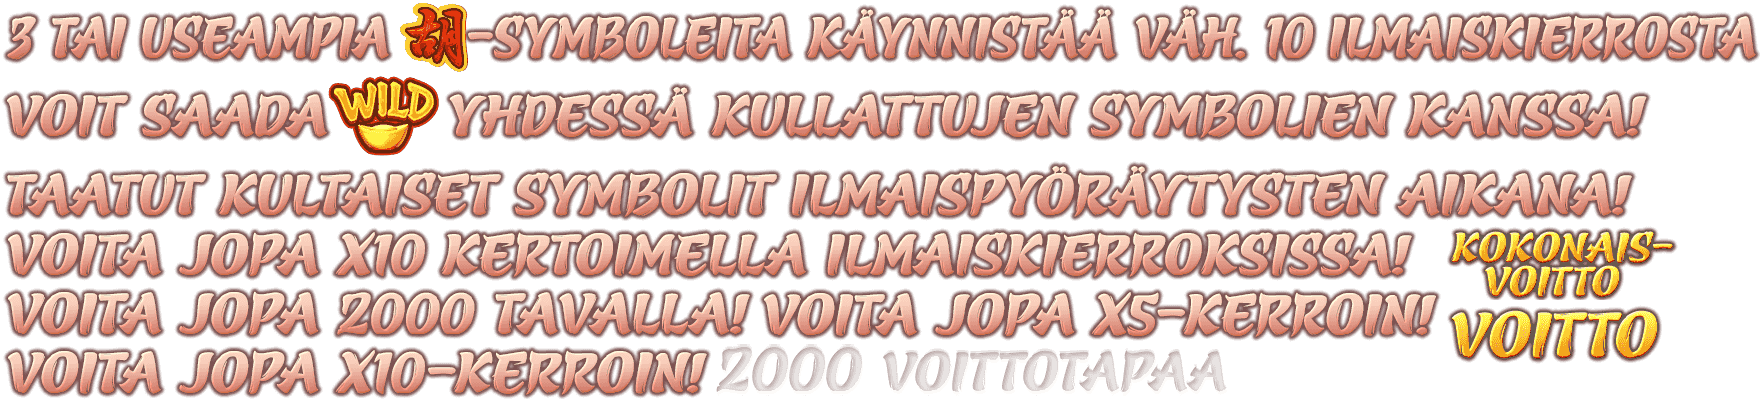 3 TAI USEAMPIA 胡-SYMBOLEITA KÄYNNISTÄÄ VÄH. 10 ILMAISKIERROSTA
VOIT SAADA WILD YHDESSÄ KULLATTUJEN SYMBOLIEN KANSSA!
TAATUT KULTAISET SYMBOLIT ILMAISPYÖRÄYTYSTEN AIKANA!
VOITA JOPA X10 KERTOIMELLA ILMAISKIERROKSISSA!
KOKONAIS-
VOITTO
VOITA JOPA 2000 TAVALLA! VOITA JOPA X5-KERROIN!
VOITTO
VOITA JOPA X10-KERROIN! 2000 VOITTOTAPAA